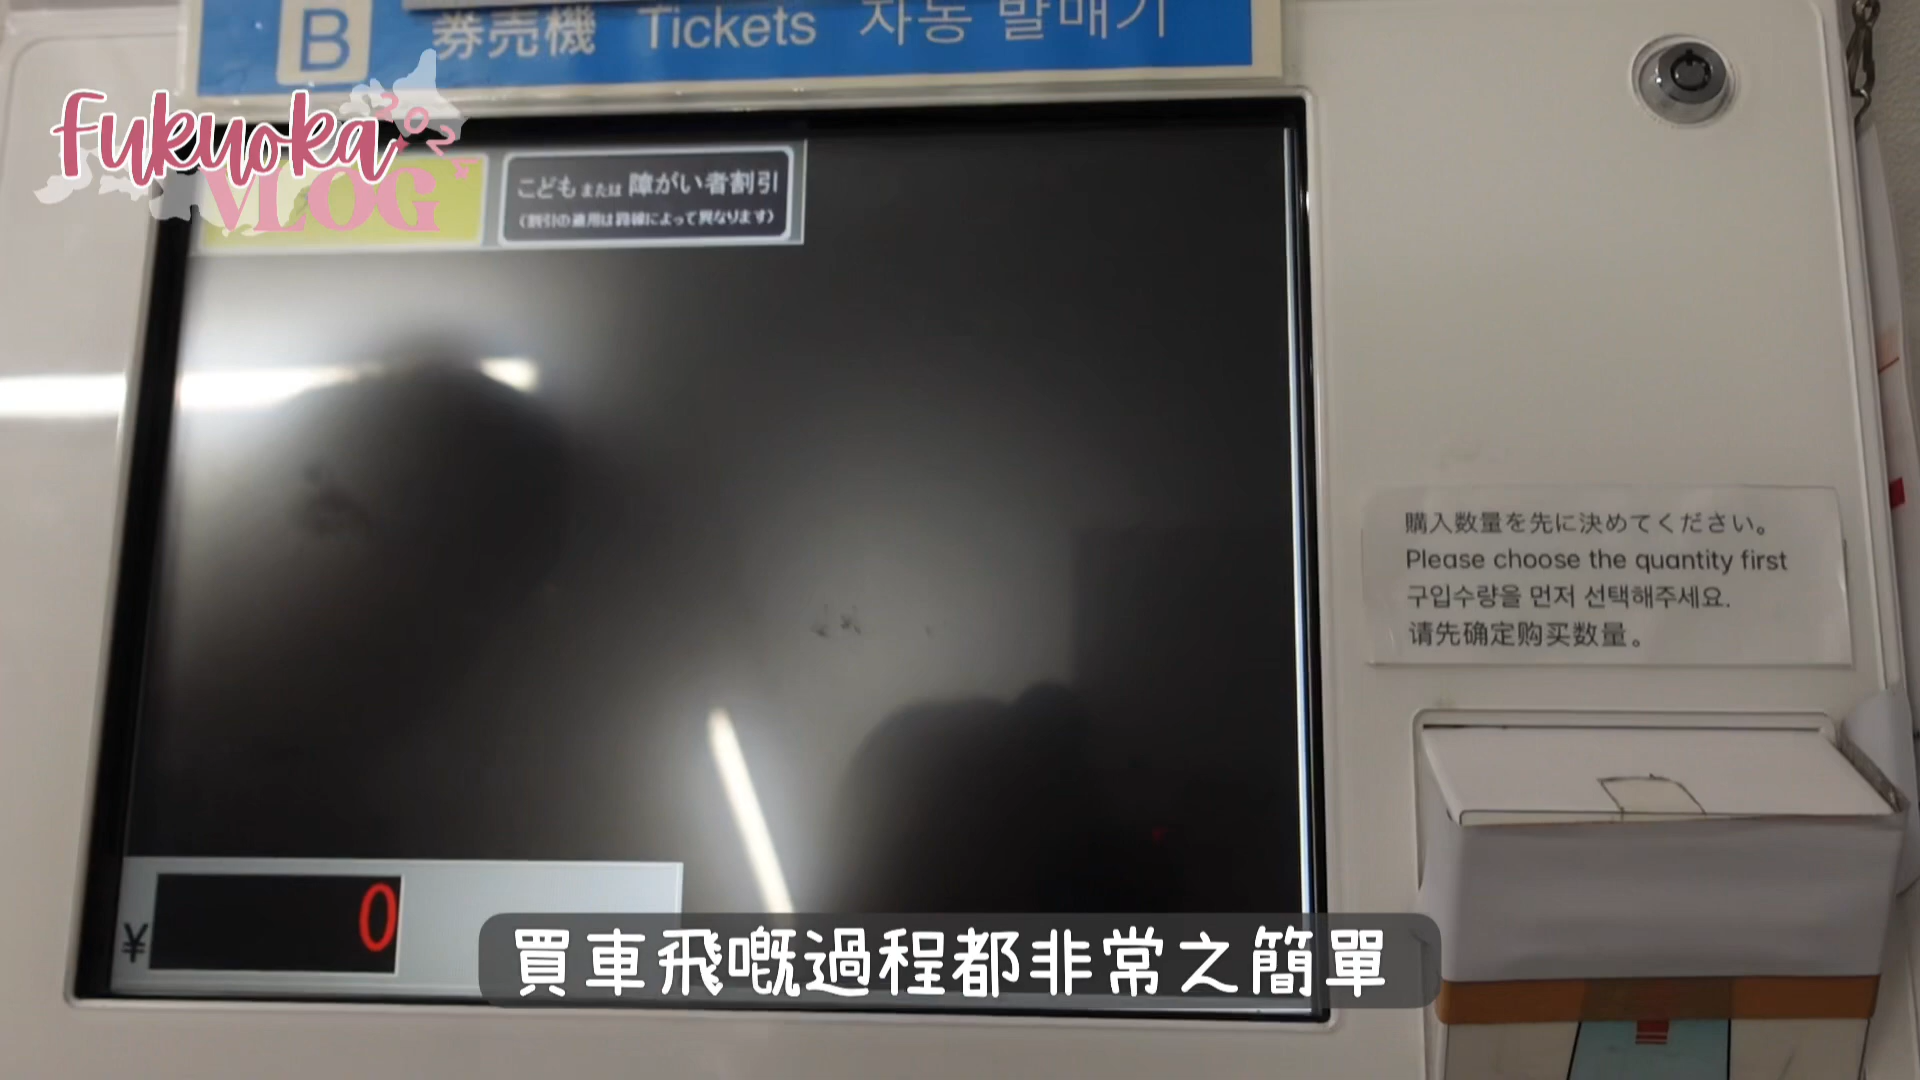 B 券売機 Tickets 자동 발매기
Fukuoka
2025
VLOG
こども または 障がい者割引
(割引の適用は路線によって異なります)
購入数量を先に決めてください。
Please choose the quantity first
구입수량을 먼저 선택해주세요.
请先确定购买数量。
¥ 0
買車飛嘅過程都非常之簡單